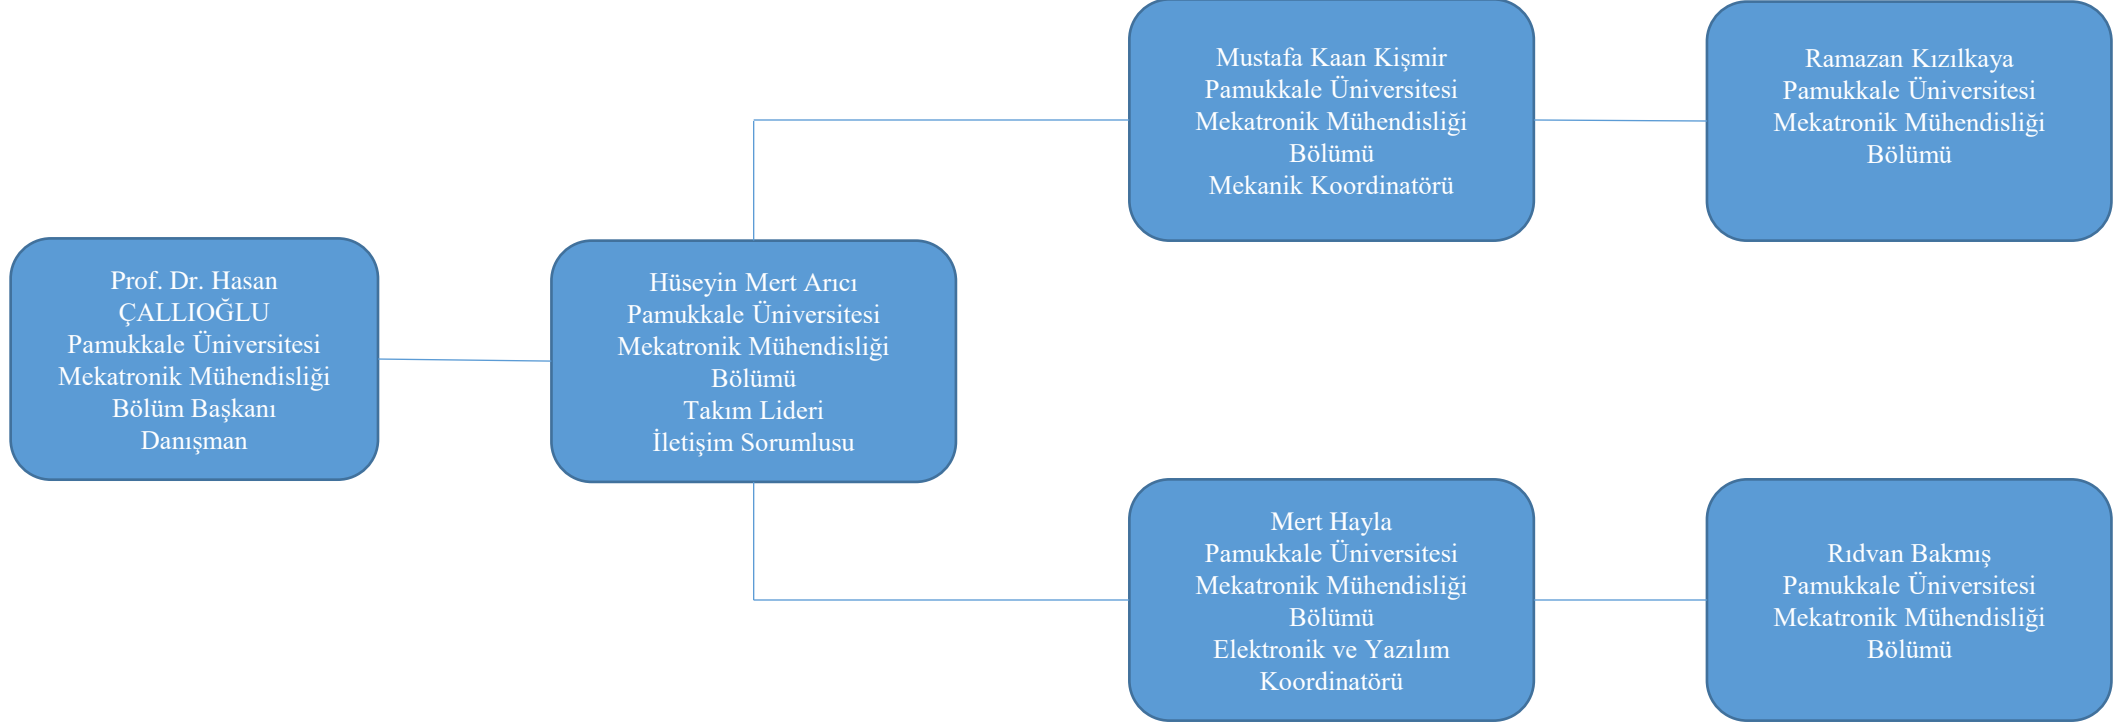 Prof. Dr. Hasan
ÇALLIOĞLU
Pamukkale Üniversitesi
Mekatronik Mühendisliği
Bölüm Başkanı
Danışman
Hüseyin Mert Arıcı
Pamukkale Üniversitesi
Mekatronik Mühendisliği
Bölümü
Takım Lideri
İletişim Sorumlusu
Mustafa Kaan Kişmir
Pamukkale Üniversitesi
Mekatronik Mühendisliği
Bölümü
Mekanik Koordinatörü
Ramazan Kızılkaya
Pamukkale Üniversitesi
Mekatronik Mühendisliği
Bölümü
Mert Hayla
Pamukkale Üniversitesi
Mekatronik Mühendisliği
Bölümü
Elektronik ve Yazılım
Koordinatörü
Rıdvan Bakmış
Pamukkale Üniversitesi
Mekatronik Mühendisliği
Bölümü